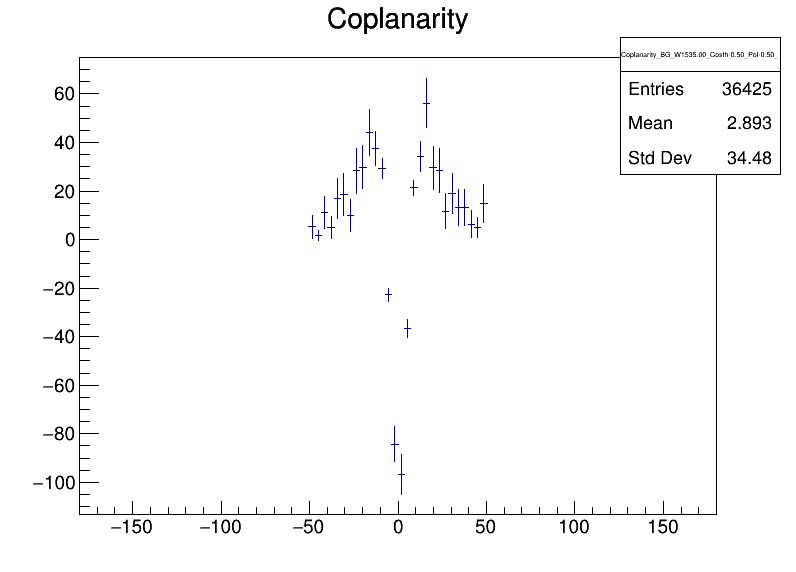 Coplanarity
Coplanarity_BG_W1535.00_Costh-0.50_Pol-0.50_
Entries 36425
Mean 2.893
Std Dev 34.48
60
40
20
0
−20
−40
−60
−80
−100
−150 −100 −50 0 50 100 150